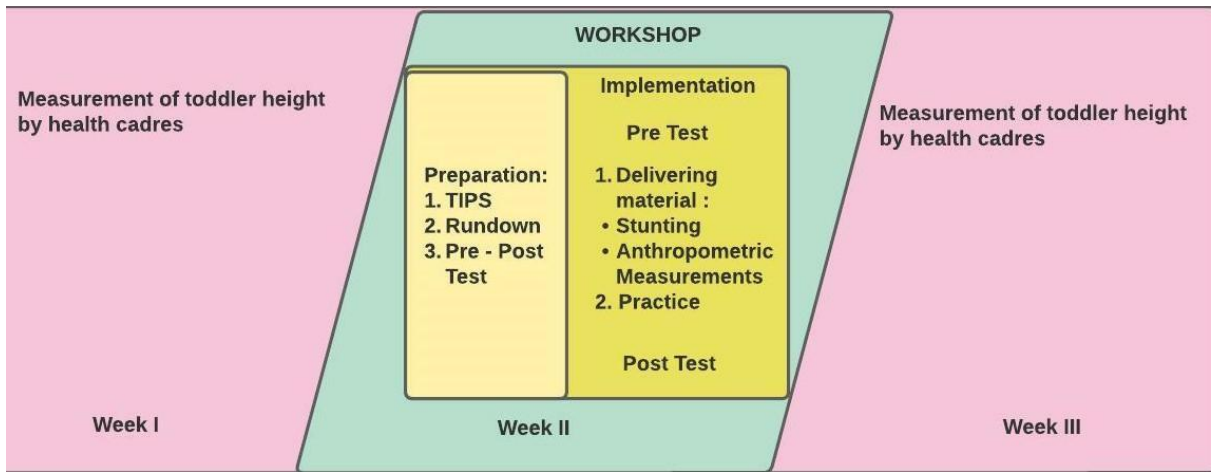 Measurement of toddler height
by health cadres
Week I
WORKSHOP
Preparation:
1. TIPS
2. Rundown
3. Pre - Post
Test
Implementation
Pre Test
1. Delivering
material :
• Stunting
• Anthropometric
Measurements
2. Practice
Post Test
Week II
Measurement of toddler height
by health cadres
Week III